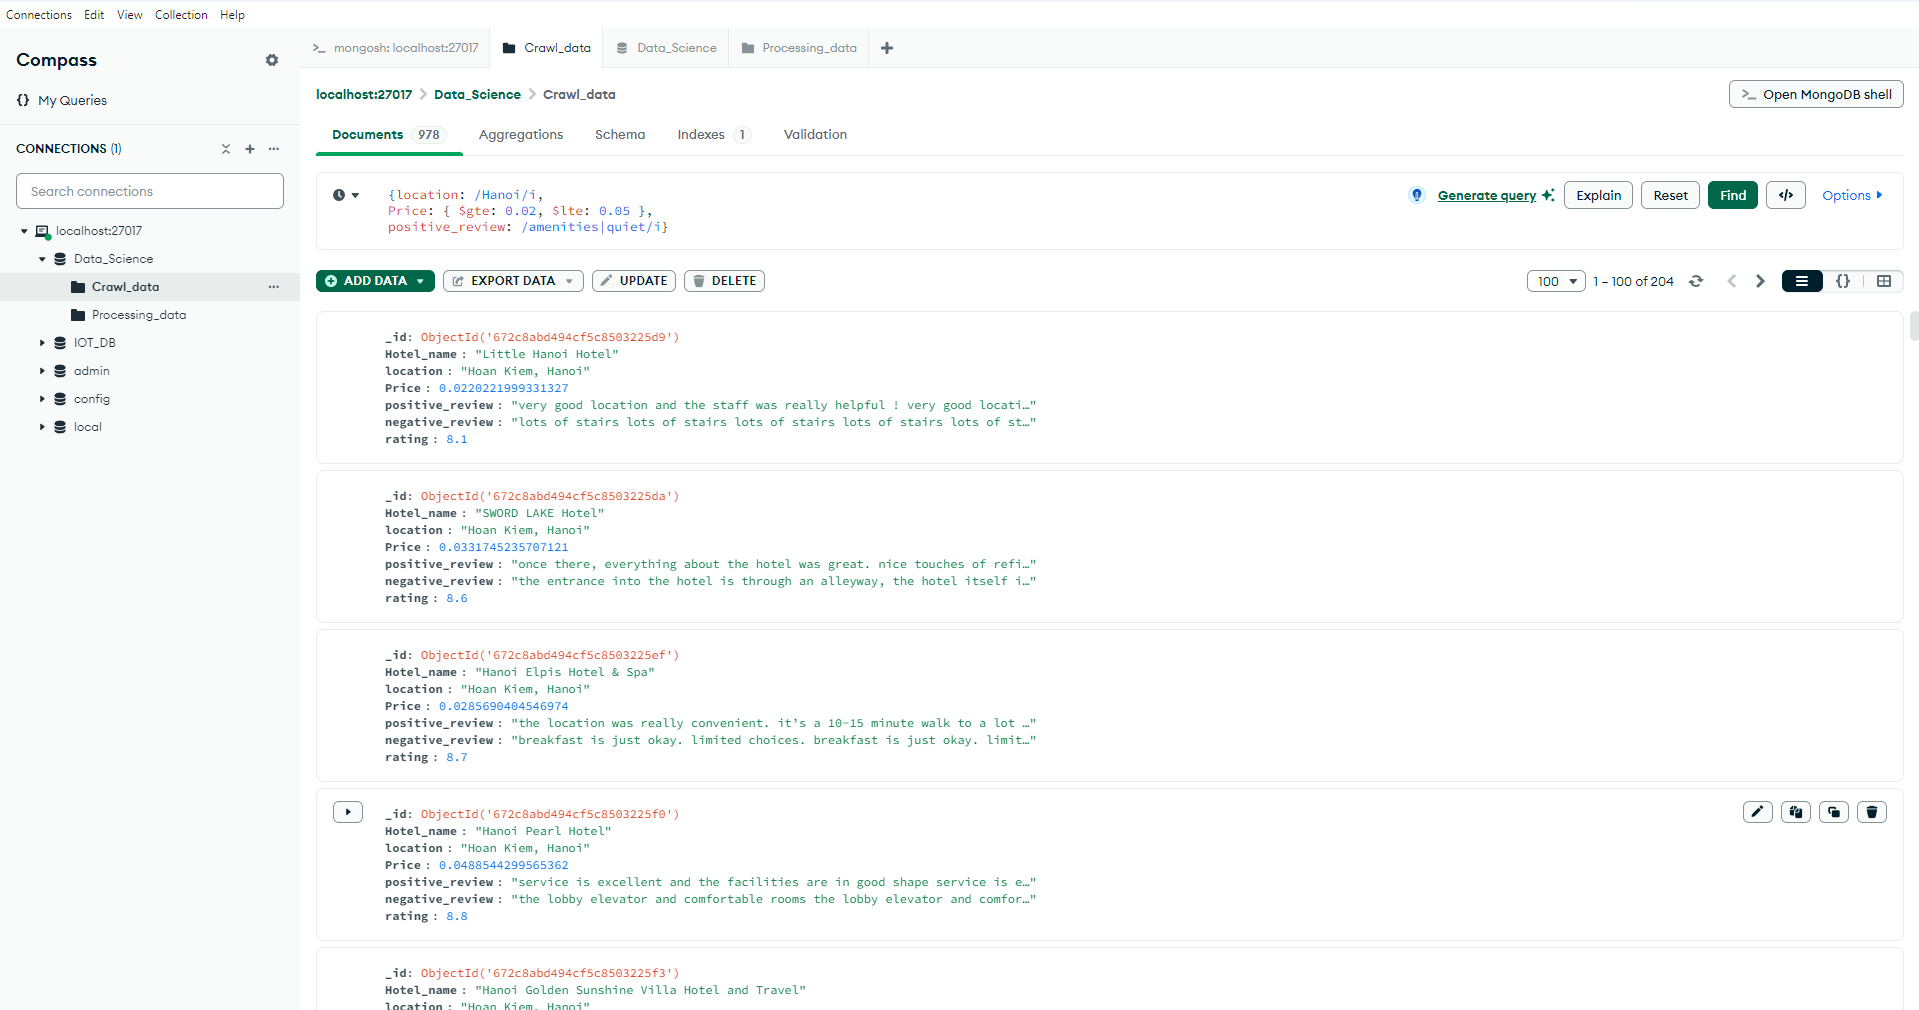 Connections Edit View Collection Help
Compass
{} My Queries
CONNECTIONS (1)
Search connections
localhost:27017
Data_Science
Crawl_data
Processing_data
IOT_DB
admin
config
local
>_ mongosh: localhost:27017 Crawl_data Data_Science Processing_data
localhost:27017 > Data_Science > Crawl_data
>_ Open MongoDB shell
Documents 978 Aggregations Schema Indexes 1 Validation
{location: /Hanoi/i,
Price: { $gte: 0.02, $lte: 0.05 },
positive_review: /amenities|quiet/i}
Generate query Explain Reset Find </> Options
ADD DATA EXPORT DATA UPDATE DELETE
100 1 – 100 of 204 {}
_id: ObjectId('672c8abd494cf5c8503225d9')
Hotel_name : "Little Hanoi Hotel"
location : "Hoan Kiem, Hanoi"
Price : 0.0220221999331327
positive_review : "very good location and the staff was really helpful ! very good locati…"
negative_review : "lots of stairs lots of stairs lots of stairs lots of stairs lots of st…"
rating : 8.1
_id: ObjectId('672c8abd494cf5c8503225da')
Hotel_name : "SWORD LAKE Hotel"
location : "Hoan Kiem, Hanoi"
Price : 0.0331745235707121
positive_review : "once there, everything about the hotel was great. nice touches of refi…"
negative_review : "the entrance into the hotel is through an alleyway, the hotel itself i…"
rating : 8.6
_id: ObjectId('672c8abd494cf5c8503225ef')
Hotel_name : "Hanoi Elpis Hotel & Spa"
location : "Hoan Kiem, Hanoi"
Price : 0.0285690404546974
positive_review : "the location was really convenient. it’s a 10-15 minute walk to a lot …"
negative_review : "breakfast is just okay. limited choices. breakfast is just okay. limit…"
rating : 8.7
_id: ObjectId('672c8abd494cf5c8503225f0')
Hotel_name : "Hanoi Pearl Hotel"
location : "Hoan Kiem, Hanoi"
Price : 0.0488544299565362
positive_review : "service is excellent and the facilities are in good shape service is e…"
negative_review : "the lobby elevator and comfortable rooms the lobby elevator and comfor…"
rating : 8.8
_id: ObjectId('672c8abd494cf5c8503225f3')
Hotel_name : "Hanoi Golden Sunshine Villa Hotel and Travel"
location : "Hoan Kiem, Hanoi"